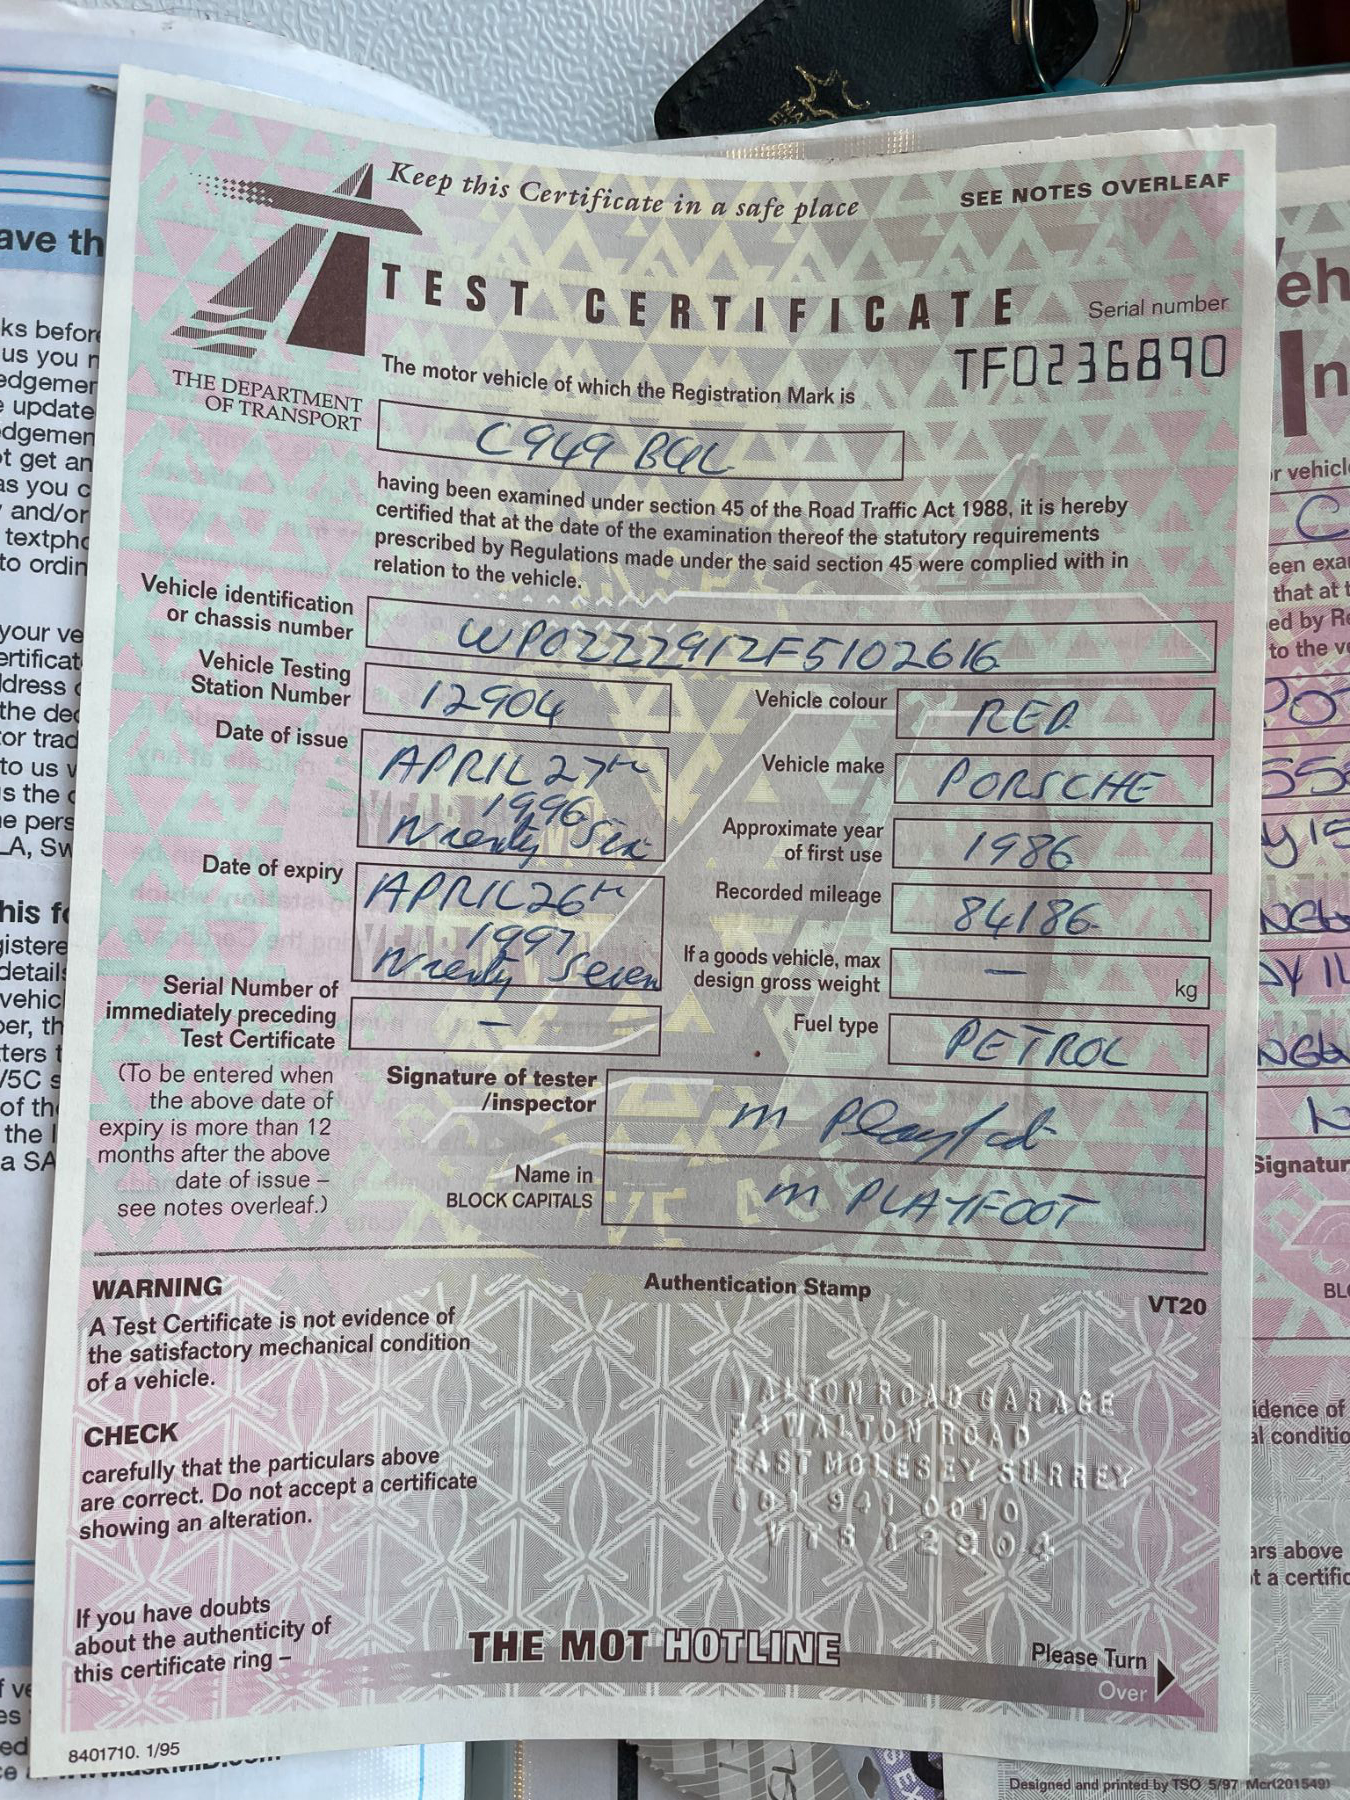 Keep this Certificate in a safe place
SEE NOTES OVERLEAF
TEST CERTIFICATE
Serial number
TF0236890
THE DEPARTMENT
OF TRANSPORT
The motor vehicle of which the Registration Mark is
C949 BGL
having been examined under section 45 of the Road Traffic Act 1988, it is hereby
certified that at the date of the examination thereof the statutory requirements
prescribed by Regulations made under the said section 45 were complied with in
relation to the vehicle.
Vehicle identification
or chassis number
WP0ZZZ91ZFS102616
Vehicle Testing
Station Number
12904
Vehicle colour
RED
Date of issue
APRIL 27th
1996
Ninety Six
Vehicle make
PORSCHE
Approximate year
of first use
1986
Date of expiry
APRIL 26th
1997
Ninety Seven
Recorded mileage
84186
If a goods vehicle, max
design gross weight
—
kg
Serial Number of
immediately preceding
Test Certificate
—
Fuel type
PETROL
(To be entered when
the above date of
expiry is more than 12
months after the above
date of issue –
see notes overleaf.)
Signature of tester
/inspector
M Playfoot
Name in
BLOCK CAPITALS
M PLAYFOOT
WARNING
A Test Certificate is not evidence of
the satisfactory mechanical condition
of a vehicle.
Authentication Stamp
VT20
WALTON ROAD GARAGE
34 WALTON ROAD
EAST MOLESEY SURREY
081 941 0010
VTS 12904
CHECK
carefully that the particulars above
are correct. Do not accept a certificate
showing an alteration.
If you have doubts
about the authenticity of
this certificate ring –
THE MOT HOTLINE
Please Turn
Over
8401710. 1/95
Designed and printed by TSO 5/97 Mcr(201549)